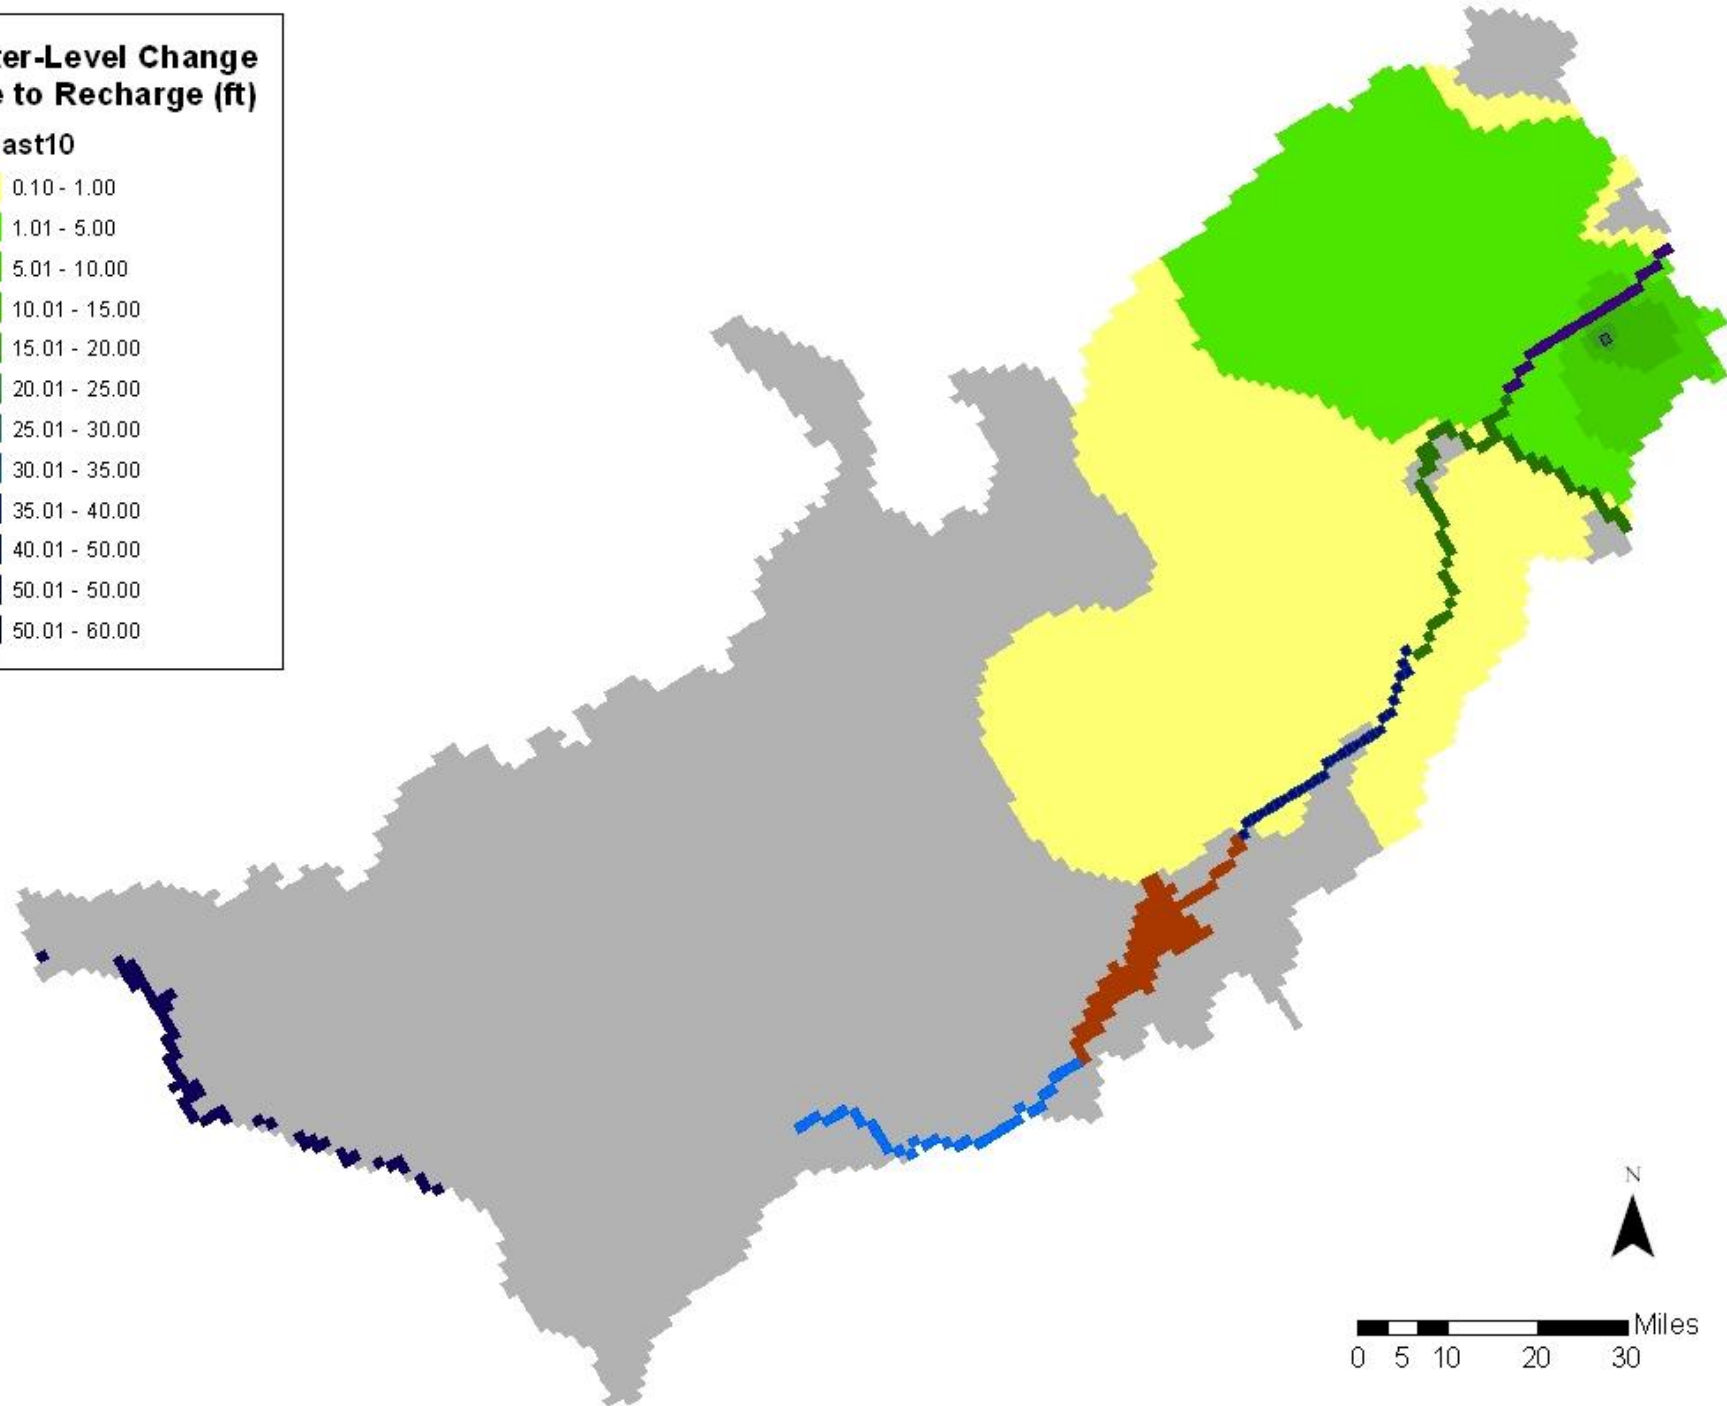 ter-Level Change
e to Recharge (ft)
ast10
0.10 - 1.00
1.01 - 5.00
5.01 - 10.00
10.01 - 15.00
15.01 - 20.00
20.01 - 25.00
25.01 - 30.00
30.01 - 35.00
35.01 - 40.00
40.01 - 50.00
50.01 - 50.00
50.01 - 60.00
N
Miles
0 5 10 20 30